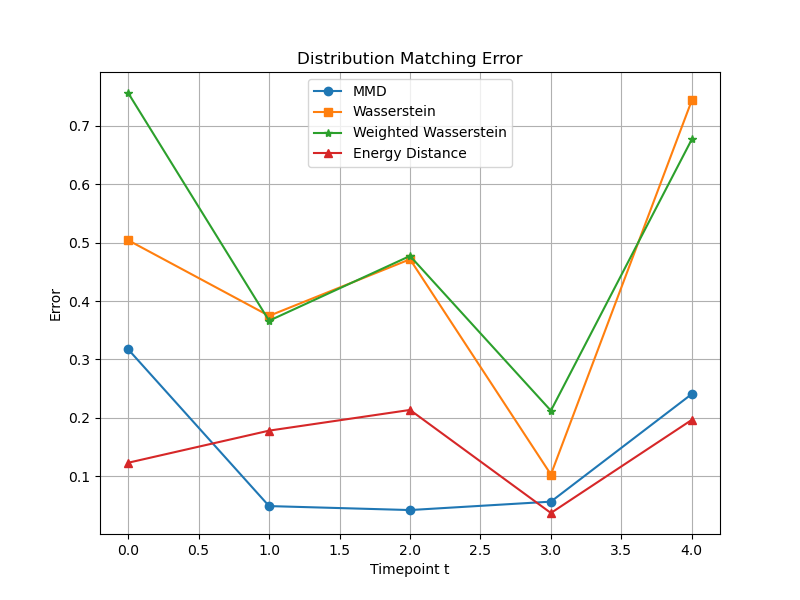 Distribution Matching Error
MMD
Wasserstein
Weighted Wasserstein
Energy Distance
0.7
0.6
0.5
0.4
0.3
0.2
0.1
Error
0.0 0.5 1.0 1.5 2.0 2.5 3.0 3.5 4.0
Timepoint t